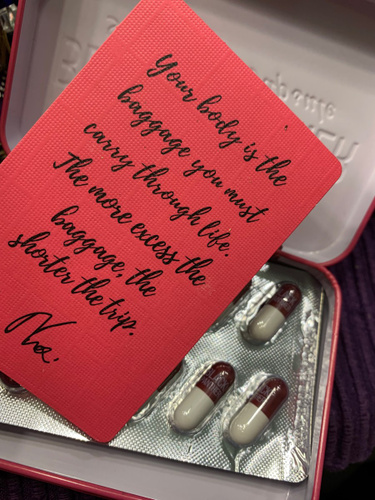 Your body is the
baggage you must
carry through life.
The more excess the
baggage, the
shorter the trip.